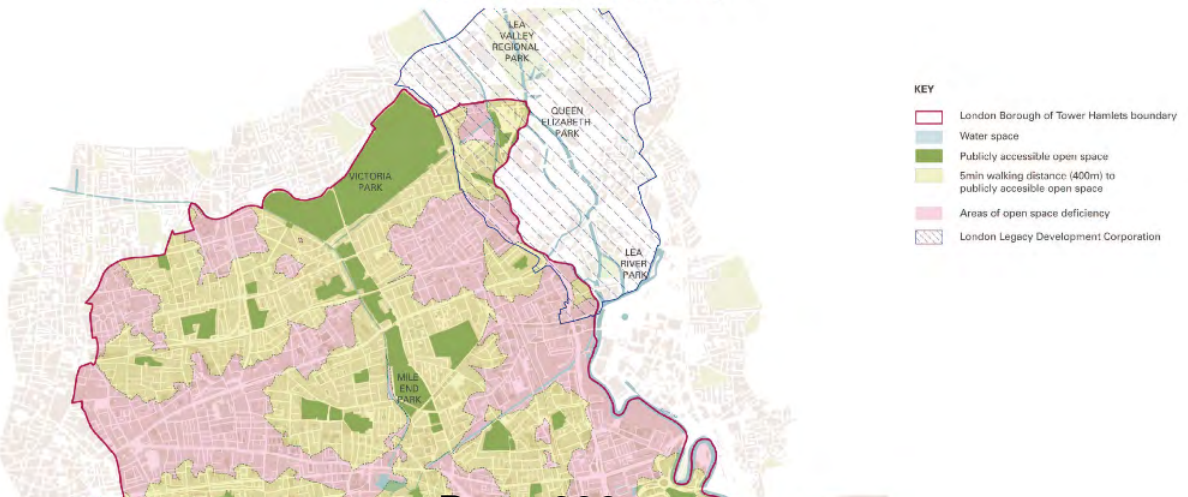 LEA
VALLEY
REGIONAL
PARK
QUEEN
ELIZABETH
PARK
VICTORIA
PARK
LEA
RIVER
PARK
MILE
END
PARK
KEY
London Borough of Tower Hamlets boundary
Water space
Publicly accessible open space
5min walking distance (400m) to
publicly accesible open space
Areas of open space deficiency
London Legacy Development Corporation